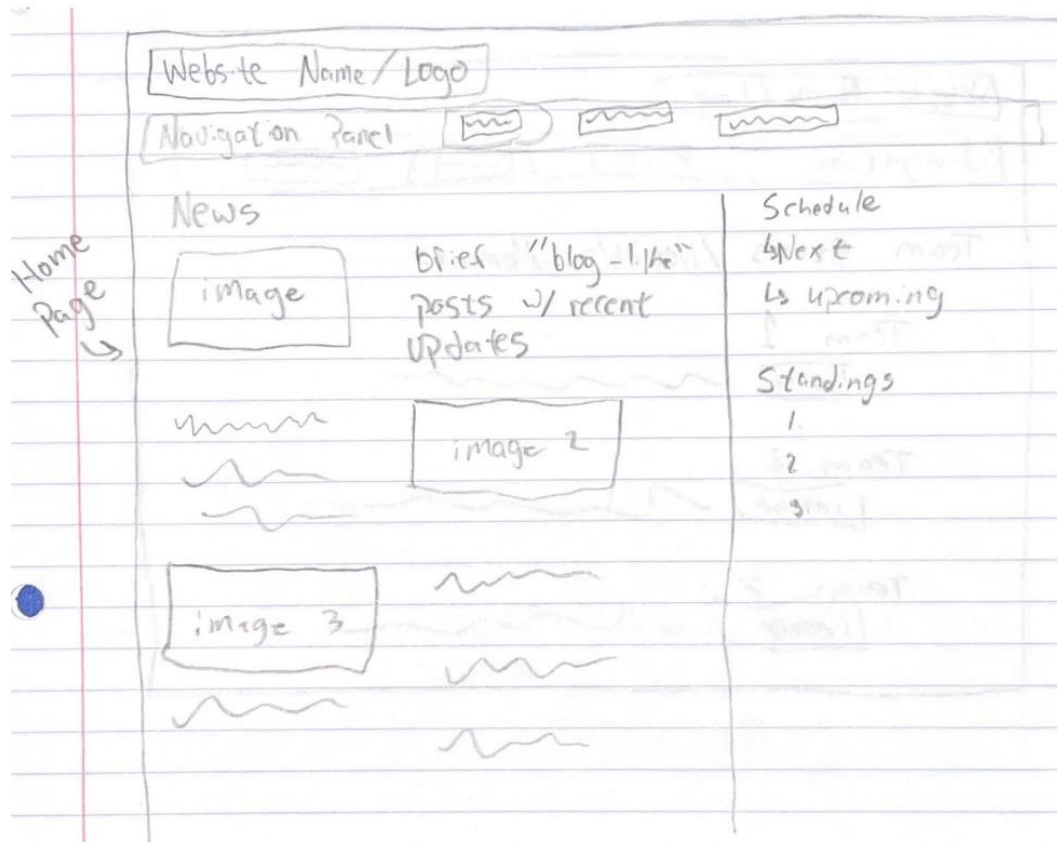 Website Name/Logo
Navigation Panel
Home
Page
News
image
brief "blog-like"
posts w/ recent
updates
image 2
image 3
Schedule
↳Next
↳ upcoming
Standings
1.
2
3